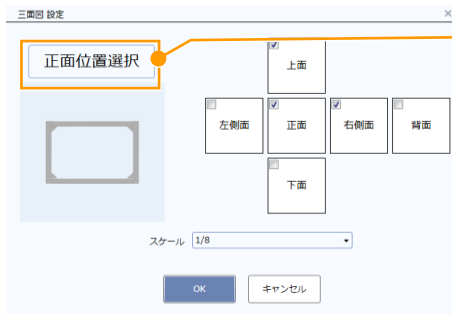 三面図 設定
正面位置選択
上面
左側面
正面
右側面
背面
下面
スケール 1/8
OK
キャンセル